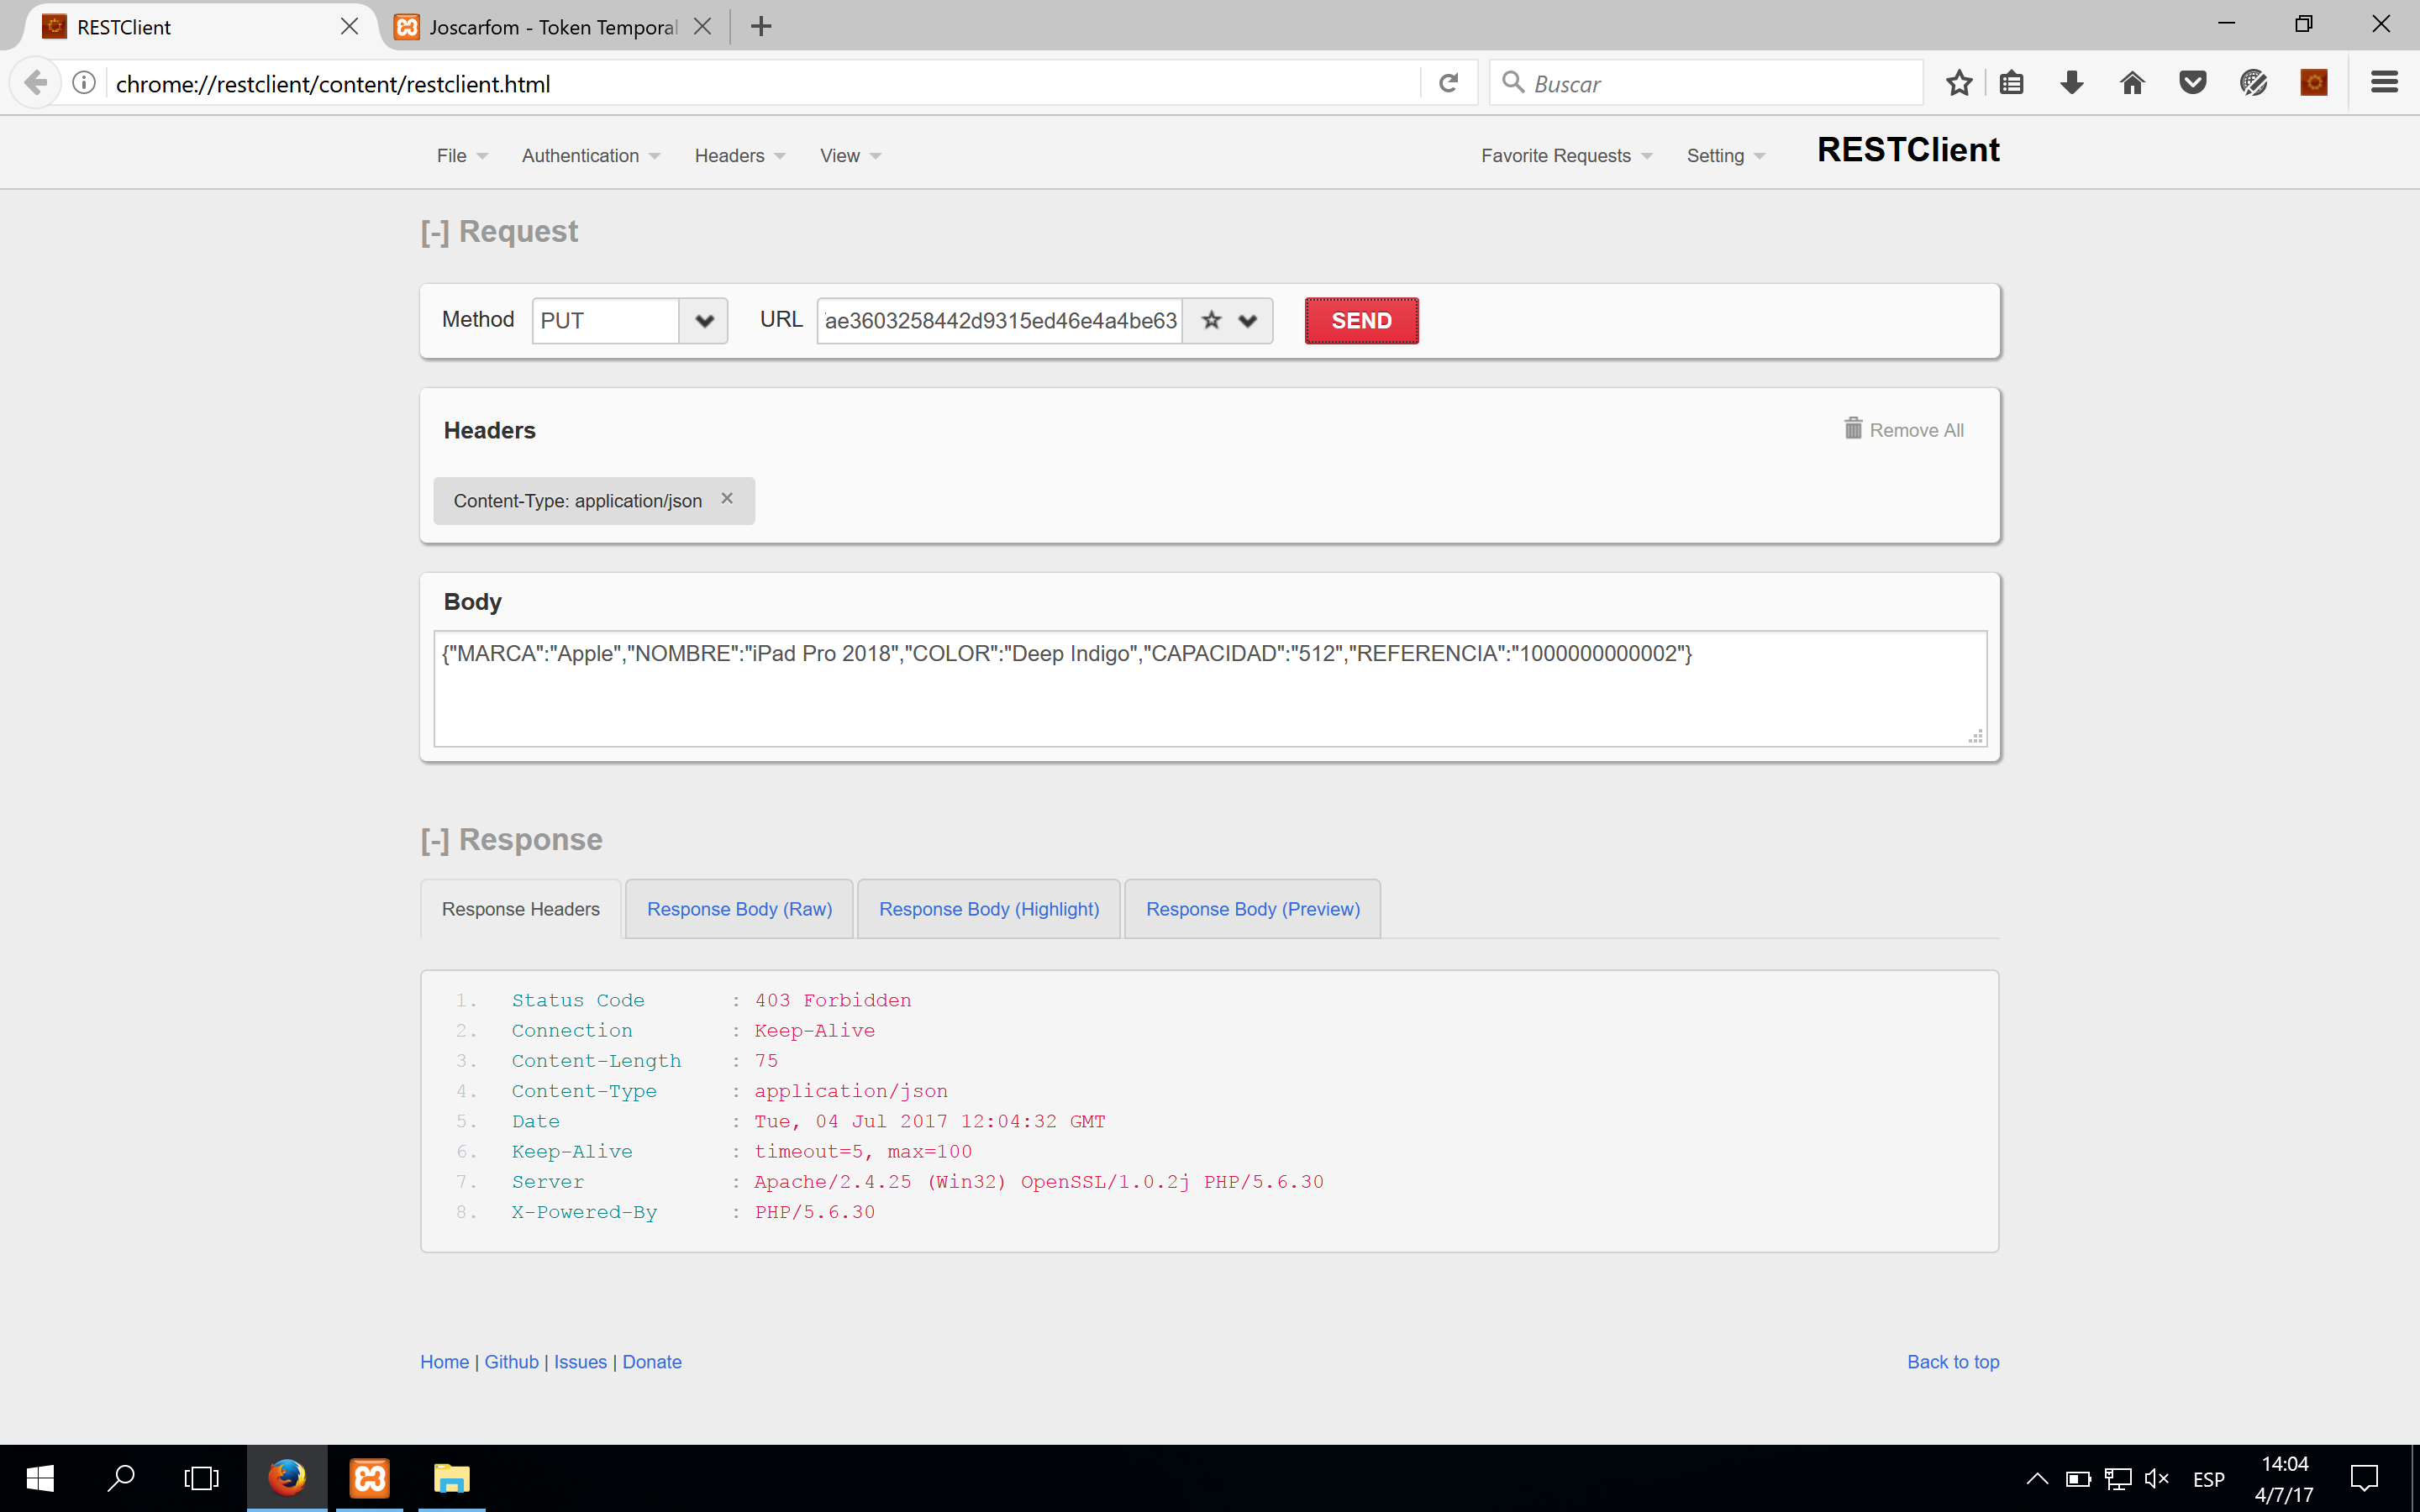 RESTClient
Joscarfom - Token Temporal
chrome://restclient/content/restclient.html
Buscar
File
Authentication
Headers
View
Favorite Requests
Setting
RESTClient
[-] Request
Method PUT URL ae3603258442d9315ed46e4a4be63 SEND
Headers
Remove All
Content-Type: application/json
Body
{"MARCA":"Apple","NOMBRE":"iPad Pro 2018","COLOR":"Deep Indigo","CAPACIDAD":"512","REFERENCIA":"1000000000002"}
[-] Response
Response Headers
Response Body (Raw)
Response Body (Highlight)
Response Body (Preview)
1. Status Code : 403 Forbidden
2. Connection : Keep-Alive
3. Content-Length : 75
4. Content-Type : application/json
5. Date : Tue, 04 Jul 2017 12:04:32 GMT
6. Keep-Alive : timeout=5, max=100
7. Server : Apache/2.4.25 (Win32) OpenSSL/1.0.2j PHP/5.6.30
8. X-Powered-By : PHP/5.6.30
Home | Github | Issues | Donate
Back to top
ESP
14:04
4/7/17